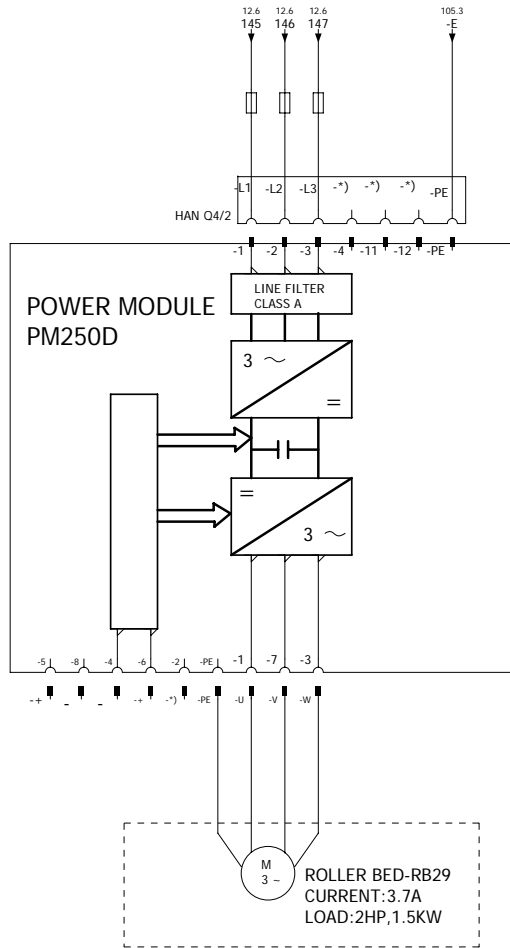 12.6 12.6 12.6 105.3
145 146 147 -E
-L1 -L2 -L3 -*) -*) -*) -PE
HAN Q4/2
-1 -2 -3 -4 -11 -12 -PE
LINE FILTER
CLASS A
POWER MODULE
PM250D
3 ~
=
=
3 ~
-5 -8 -4 -6 -2 -PE -1 -7 -3
-+ - - -+ -*) -PE -U -V -W
M
3 ~
ROLLER BED-RB29
CURRENT:3.7A
LOAD:2HP,1.5KW